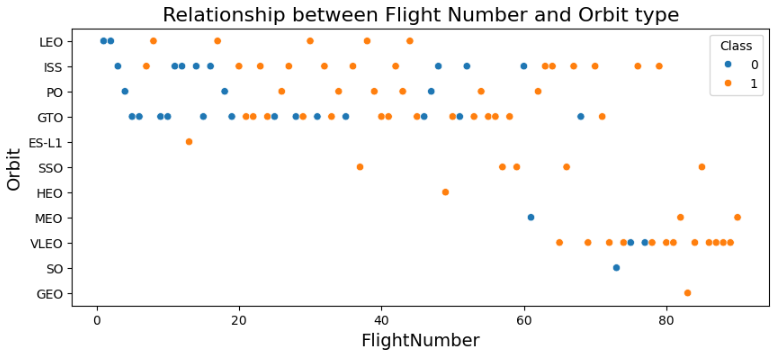 Relationship between Flight Number and Orbit type
LEO
ISS
PO
GTO
ES-L1
SSO
HEO
MEO
VLEO
SO
GEO
Orbit
Class
0
1
0
20
40
60
80
FlightNumber